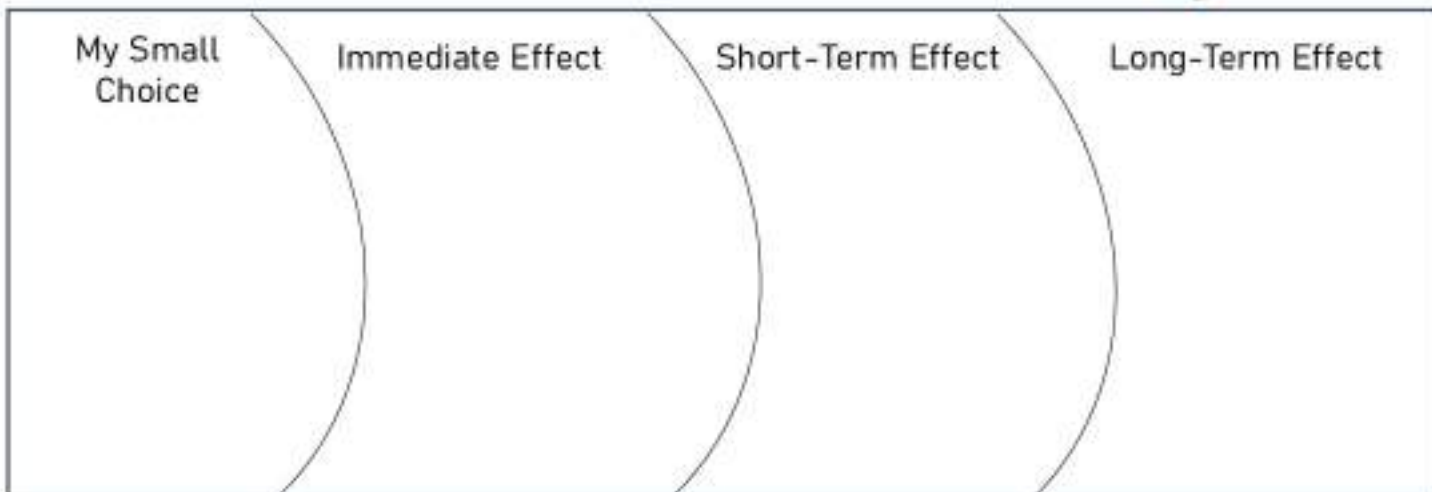 My Small
Choice
Immediate Effect
Short-Term Effect
Long-Term Effect